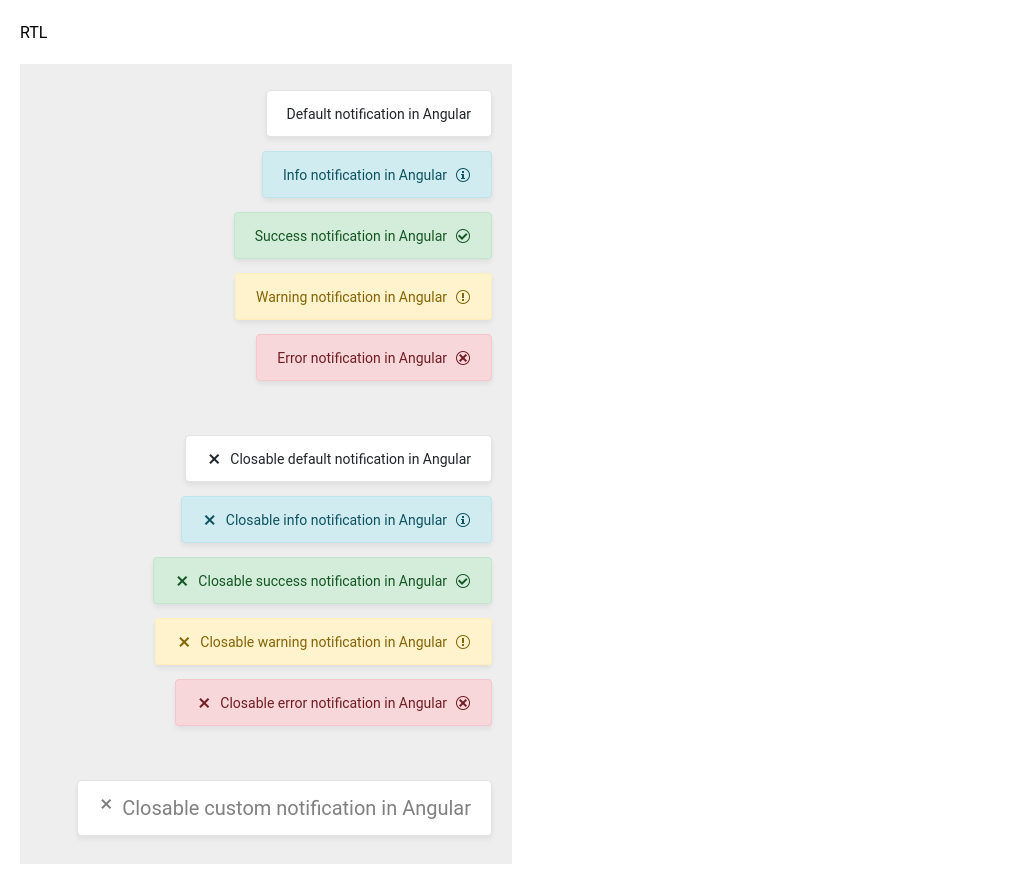 RTL
Default notification in Angular
Info notification in Angular
Success notification in Angular
Warning notification in Angular
Error notification in Angular
Closable default notification in Angular
Closable info notification in Angular
Closable success notification in Angular
Closable warning notification in Angular
Closable error notification in Angular
Closable custom notification in Angular